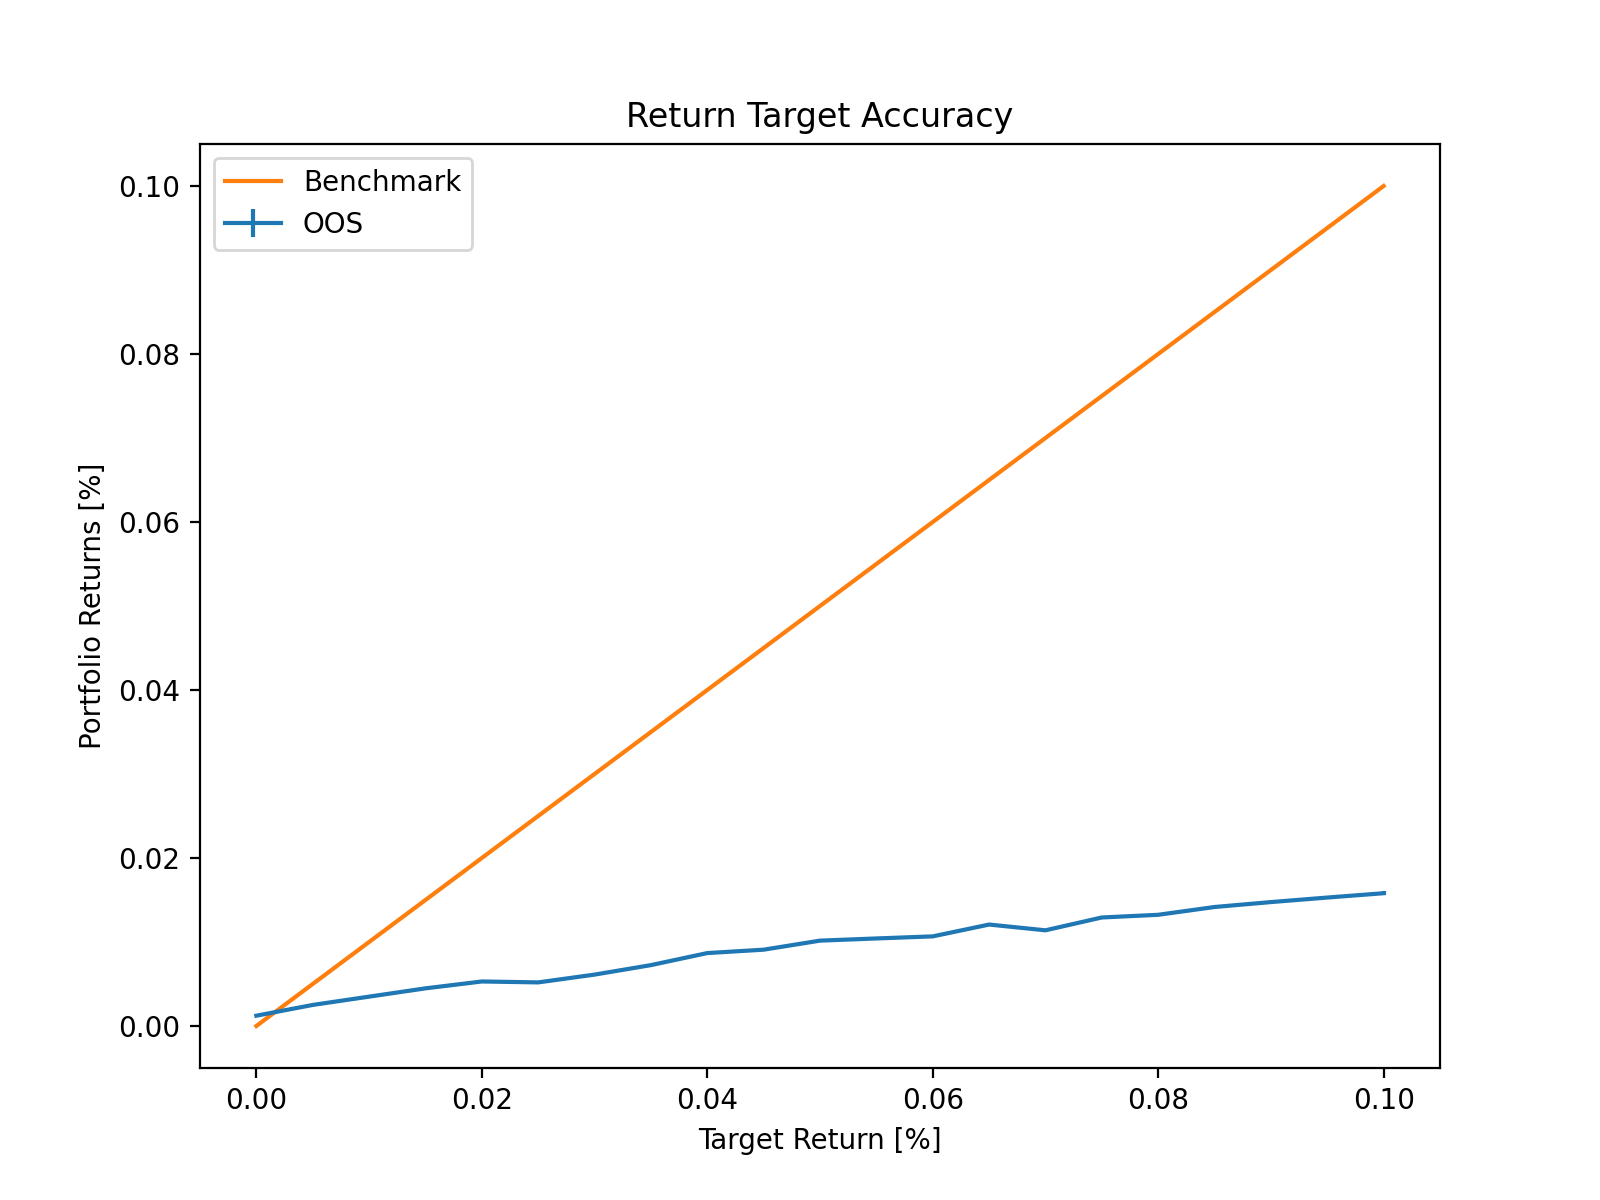 Return Target Accuracy
Benchmark
OOS
0.10
0.08
0.06
0.04
0.02
0.00
Portfolio Returns [%]
0.00 0.02 0.04 0.06 0.08 0.10
Target Return [%]